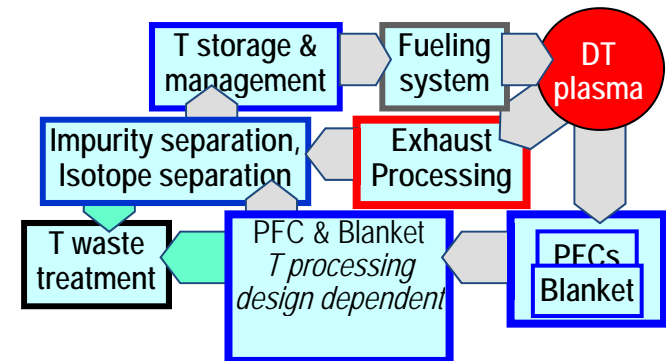 T storage &
management
Fueling
system
DT
plasma
Impurity separation,
Isotope separation
Exhaust
Processing
T waste
treatment
PFC & Blanket
T processing
design dependent
PFCs
Blanket